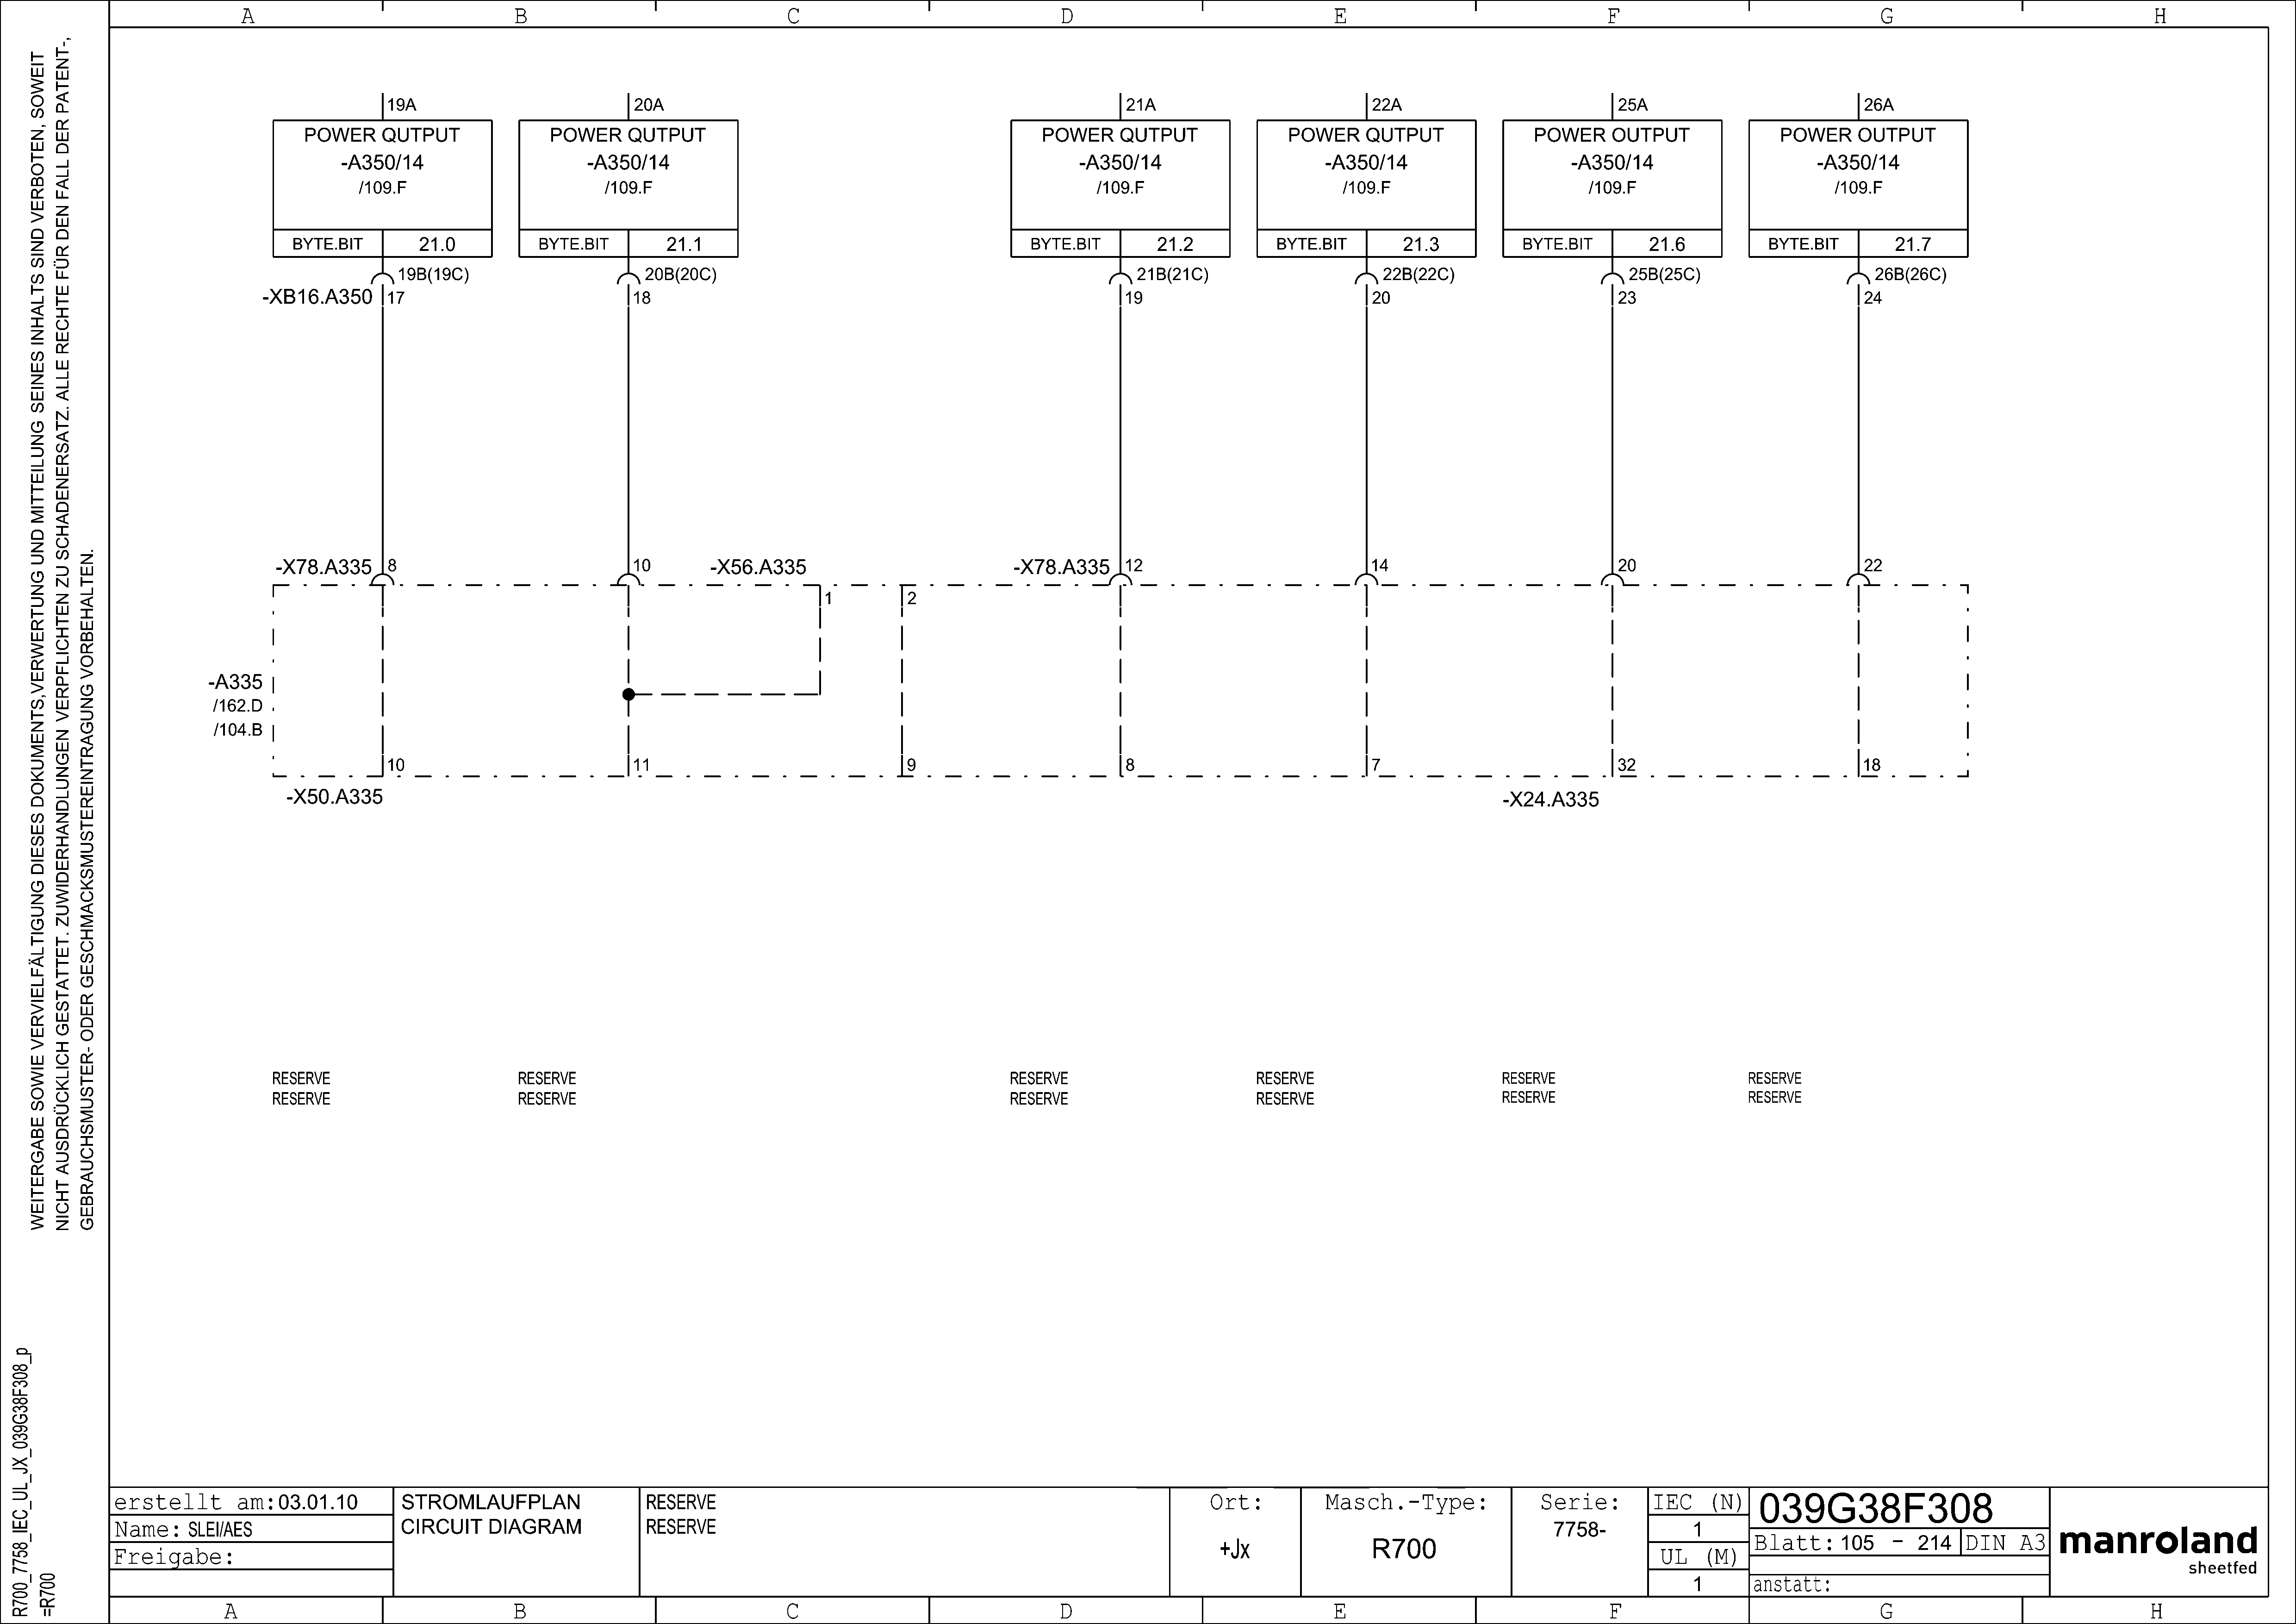 A B C D E F G H
WEITERGABE SOWIE VERVIELFÄLTIGUNG DIESES DOKUMENTS,VERWERTUNG UND MITTEILUNG SEINES INHALTS SIND VERBOTEN, SOWEIT
NICHT AUSDRÜCKLICH GESTATTET. ZUWIDERHANDLUNGEN VERPFLICHTEN ZU SCHADENERSATZ. ALLE RECHTE FÜR DEN FALL DER PATENT-,
GEBRAUCHSMUSTER- ODER GESCHMACKSMUSTEREINTRAGUNG VORBEHALTEN.
19A 20A 21A 22A 25A 26A
POWER QUTPUT POWER QUTPUT POWER QUTPUT POWER QUTPUT POWER OUTPUT POWER OUTPUT
-A350/14 -A350/14 -A350/14 -A350/14 -A350/14 -A350/14
/109.F /109.F /109.F /109.F /109.F /109.F
BYTE.BIT 21.0 BYTE.BIT 21.1 BYTE.BIT 21.2 BYTE.BIT 21.3 BYTE.BIT 21.6 BYTE.BIT 21.7
19B(19C) 20B(20C) 21B(21C) 22B(22C) 25B(25C) 26B(26C)
-XB16.A350 17 18 19 20 23 24
-X78.A335 8 10 -X56.A335 -X78.A335 12 14 20 22
1 2
-A335
/162.D
/104.B
10 11 9 8 7 32 18
-X50.A335 -X24.A335
RESERVE RESERVE RESERVE RESERVE RESERVE RESERVE
RESERVE RESERVE RESERVE RESERVE RESERVE RESERVE
R700_7758_IEC_UL_JX_039G38F308_p
=R700
erstellt am: 03.01.10
Name: SLEI/AES
Freigabe:
STROMLAUFPLAN
CIRCUIT DIAGRAM
RESERVE
RESERVE
Ort:
+Jx
Masch.-Type:
R700
Serie:
7758-
IEC (N)
1
UL (M)
1
039G38F308
Blatt: 105 - 214 DIN A3
anstatt:
manroland
sheetfed
A B C D E F G H